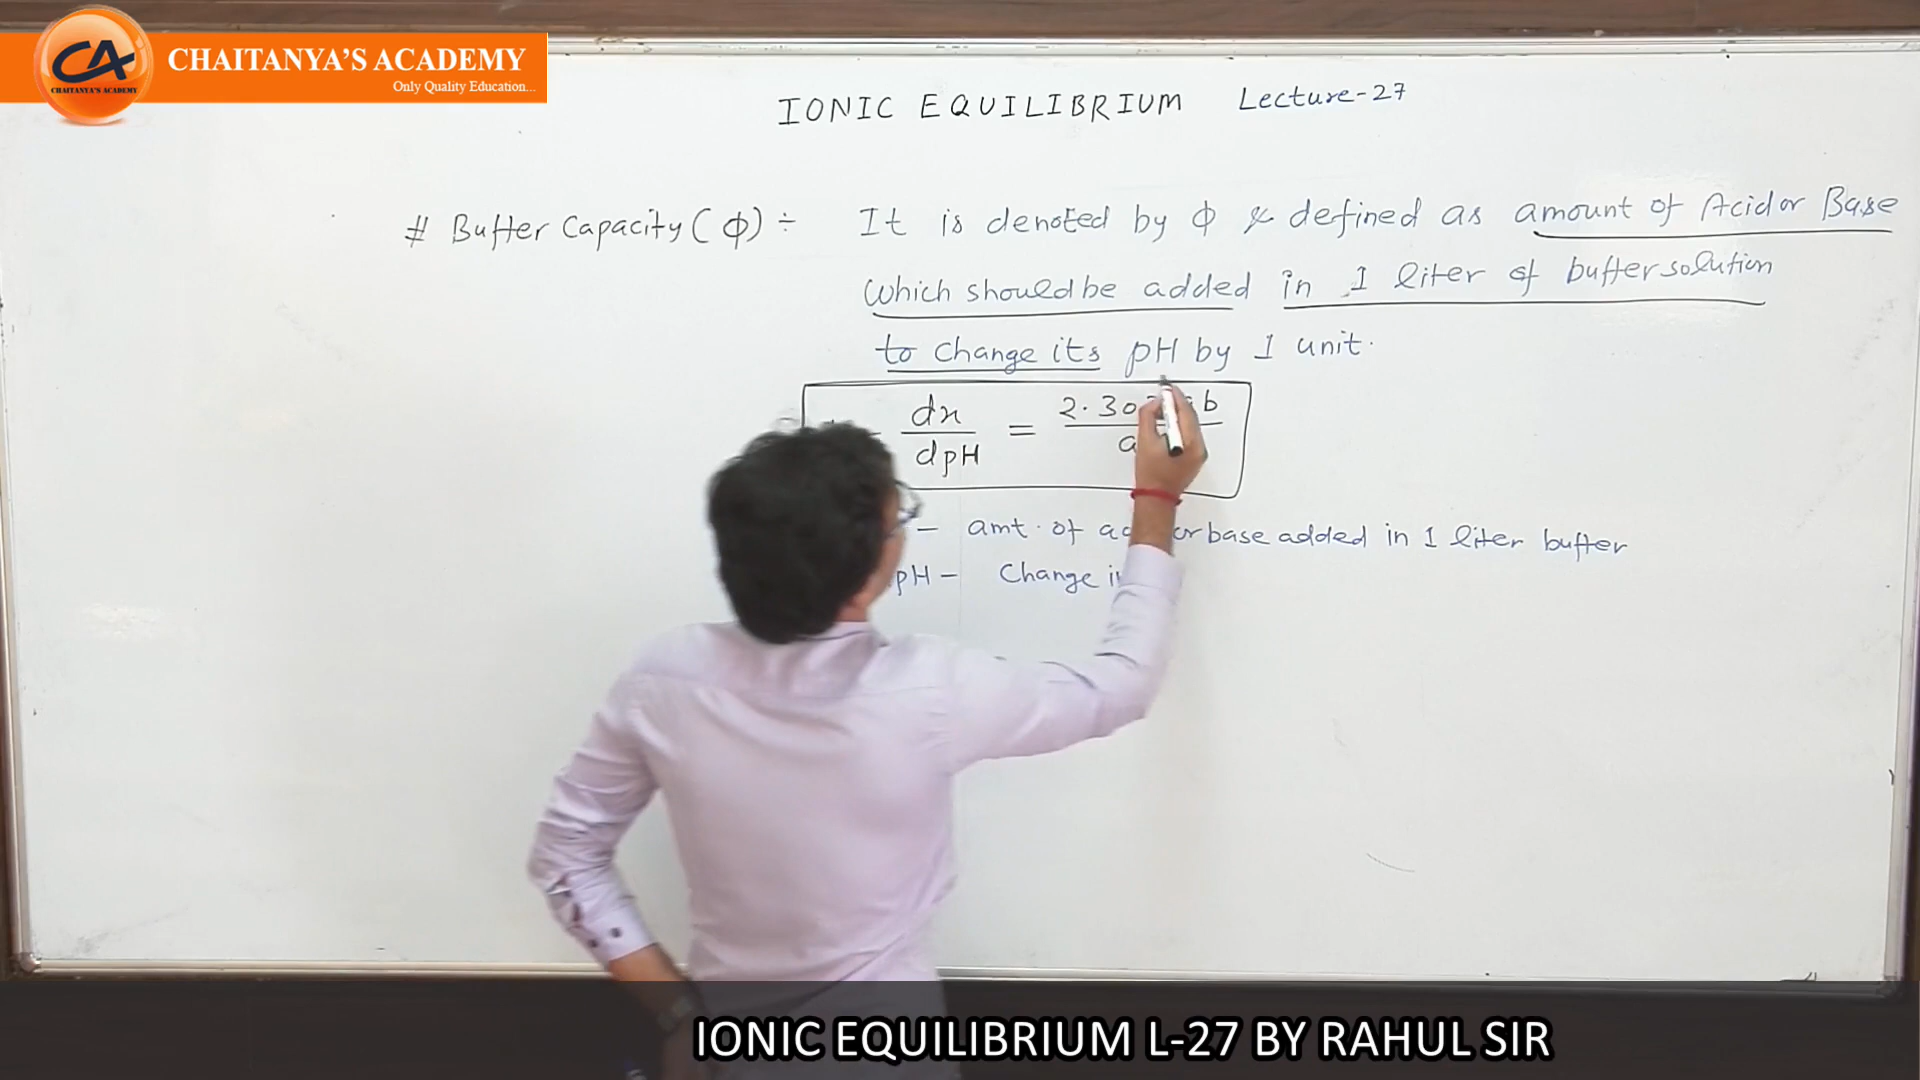 CA
CHAITANYA'S ACADEMY
CHAITANYA'S ACADEMY
Only Quality Education...
IONIC EQUILIBRIUM Lecture-27
# Buffer Capacity (ϕ) ÷ It is denoted by ϕ & defined as amount of Acid or Base
which should be added in 1 liter of buffer solution
to change its pH by 1 unit.
dx
dpH
=
2.303 b
a
- amt. of or base added in 1 liter buffer
pH - Change
IONIC EQUILIBRIUM L-27 BY RAHUL SIR